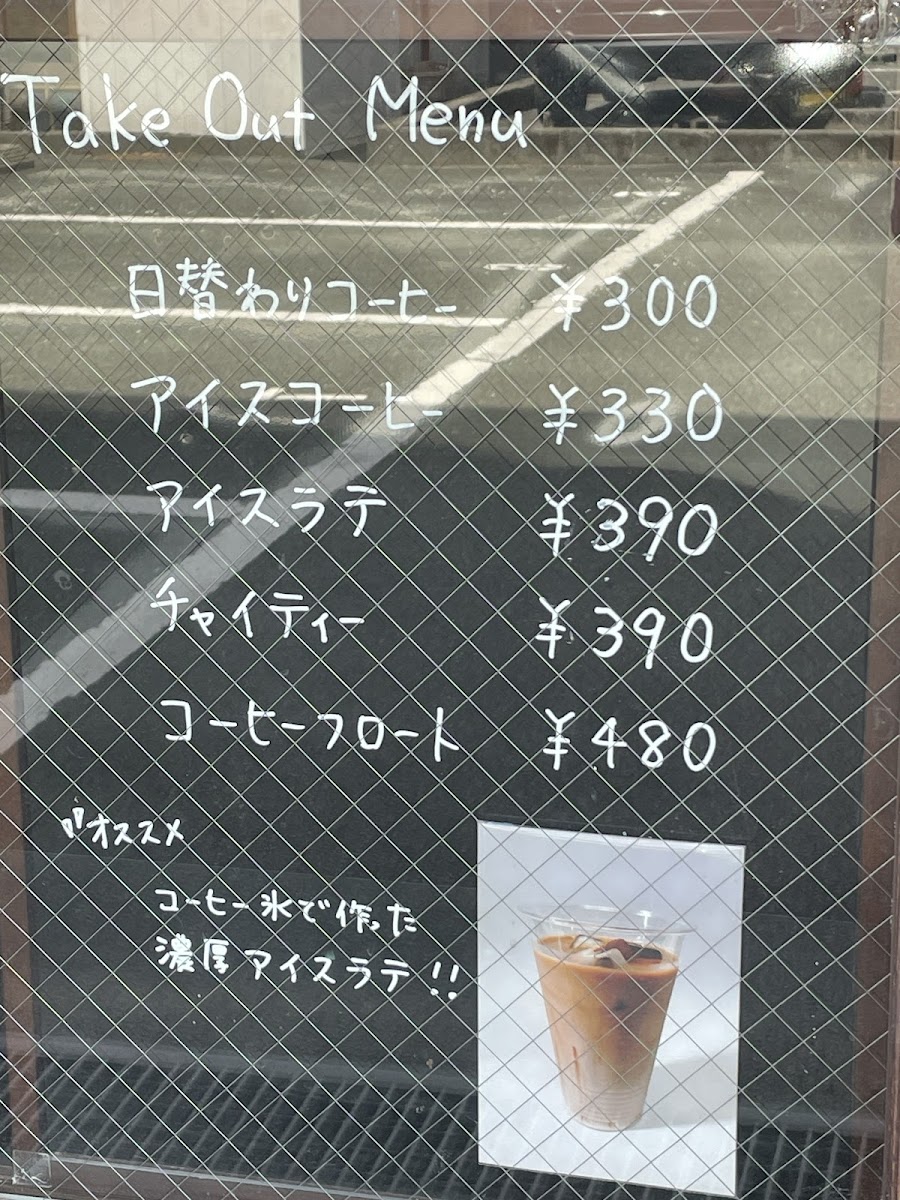 Take Out Menu
日替わりコーヒー ¥300
アイスコーヒー ¥330
アイスラテ ¥390
チャイティー ¥390
コーヒーフロート ¥480
オススメ
コーヒー氷で作った
濃厚アイスラテ!!